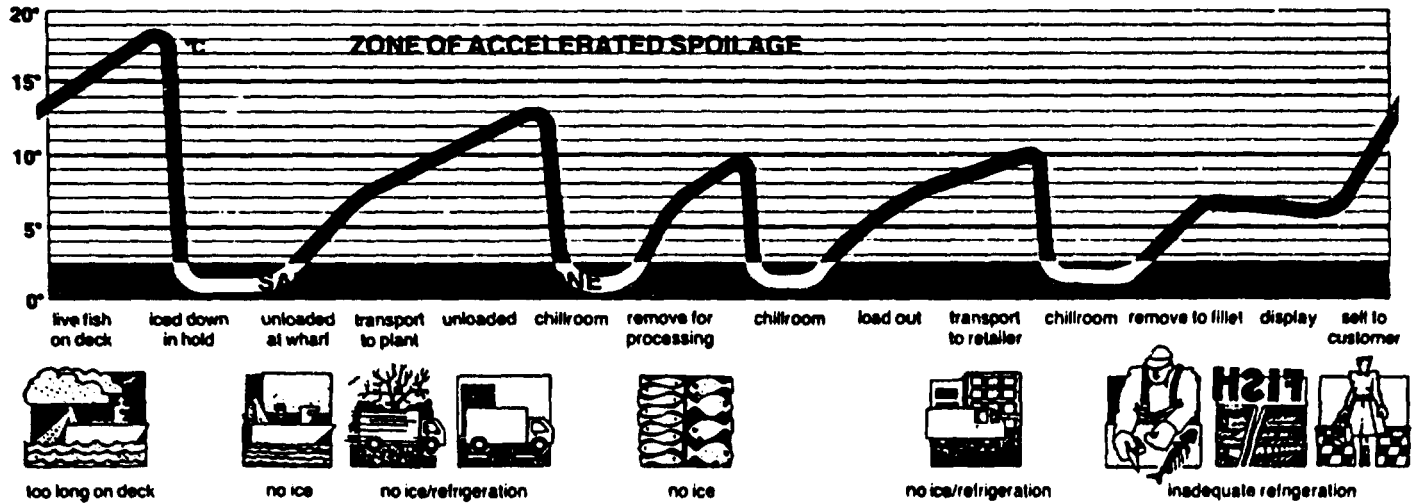 20°
°C
ZONE OF ACCELERATED SPOILAGE
15°
10°
5°
0°
live fish
on deck
iced down
in hold
unloaded
at wharf
transport
to plant
unloaded
chillroom
remove for
processing
chillroom
load out
transport
to retailer
chillroom
remove to fillet
display
sell to
customer
FISH
too long on deck
no ice
no ice/refrigeration
no ice
no ice/refrigeration
inadequate refrigeration